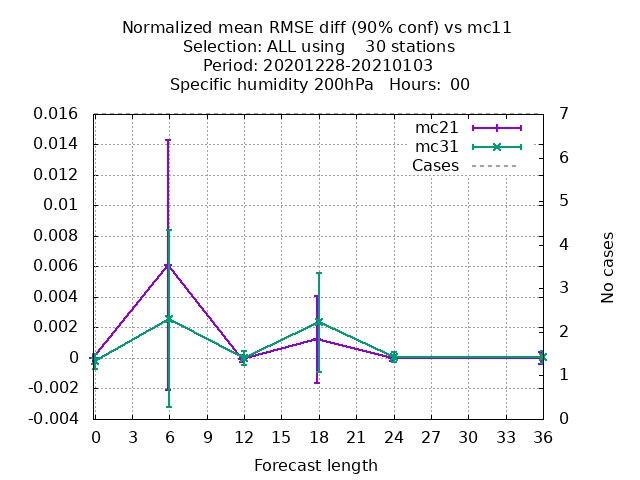 Normalized mean RMSE diff (90% conf) vs mc11
Selection: ALL using    30 stations
Period: 20201228-20210103
Specific humidity 200hPa   Hours:  00
0.016
0.014
0.012
0.01
0.008
0.006
0.004
0.002
0
-0.002
-0.004
mc21
mc31
Cases
7
6
5
4
3
2
1
0
No cases
0 3 6 9 12 15 18 21 24 27 30 33 36
Forecast length